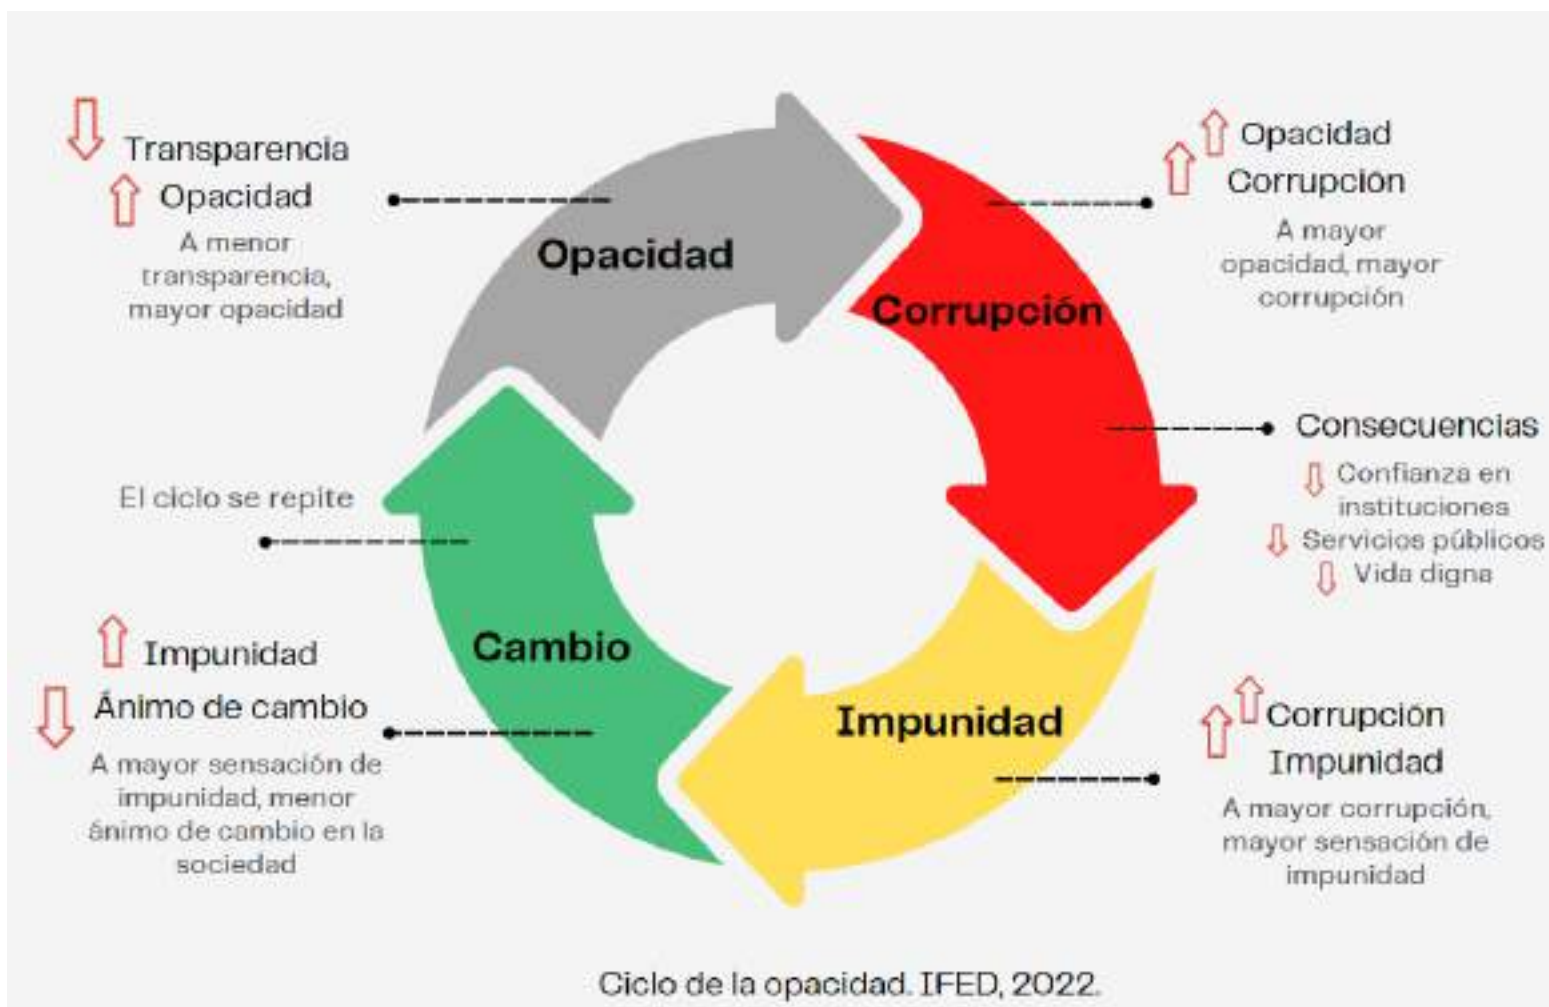 Transparencia
Opacidad
A menor
transparencia,
mayor opacidad
Opacidad
Corrupción
A mayor
opacidad, mayor
corrupción
Opacidad
Corrupción
Consecuencias
Confianza en
instituciones
Servicios públicos
Vida digna
El ciclo se repite
Cambio
Impunidad
Impunidad
Ánimo de cambio
A mayor sensación de
impunidad, menor
ánimo de cambio en la
sociedad
Corrupción
Impunidad
A mayor corrupción,
mayor sensación de
impunidad
Ciclo de la opacidad. IFED, 2022.